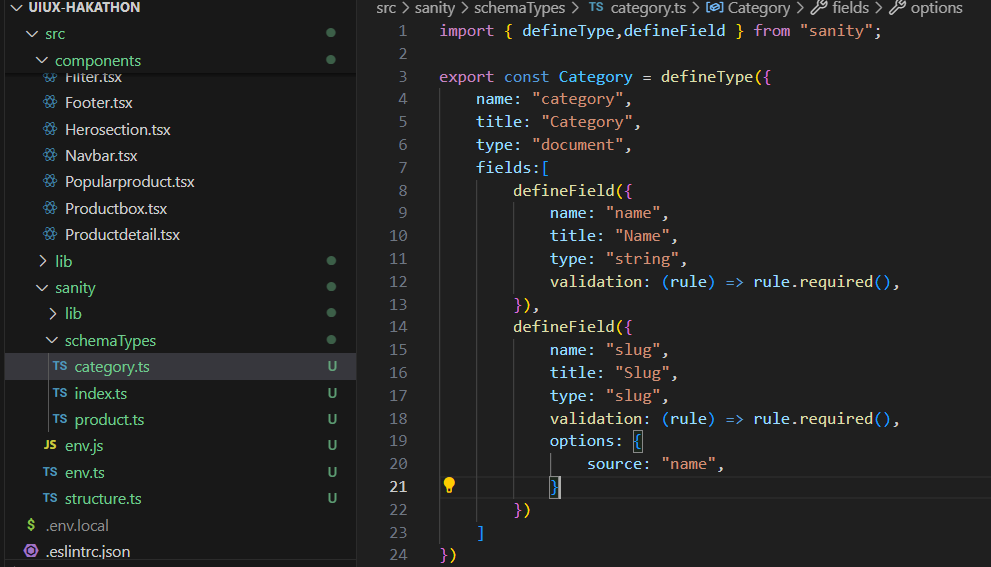 UIUX-HAKATHON
src
components
Filter.tsx
Footer.tsx
Herosection.tsx
Navbar.tsx
Popularproduct.tsx
Productbox.tsx
Productdetail.tsx
lib
sanity
lib
schemaTypes
TS category.ts U
TS index.ts U
TS product.ts U
JS env.js U
TS env.ts U
TS structure.ts U
$ .env.local
.eslintrc.json
src > sanity > schemaTypes > TS category.ts > Category > fields > options
1 import { defineType,defineField } from "sanity";
2
3 export const Category = defineType({
4 name: "category",
5 title: "Category",
6 type: "document",
7 fields:[
8 defineField({
9 name: "name",
10 title: "Name",
11 type: "string",
12 validation: (rule) => rule.required(),
13 }),
14 defineField({
15 name: "slug",
16 title: "Slug",
17 type: "slug",
18 validation: (rule) => rule.required(),
19 options: {
20 source: "name",
21 }
22 })
23 ]
24 })